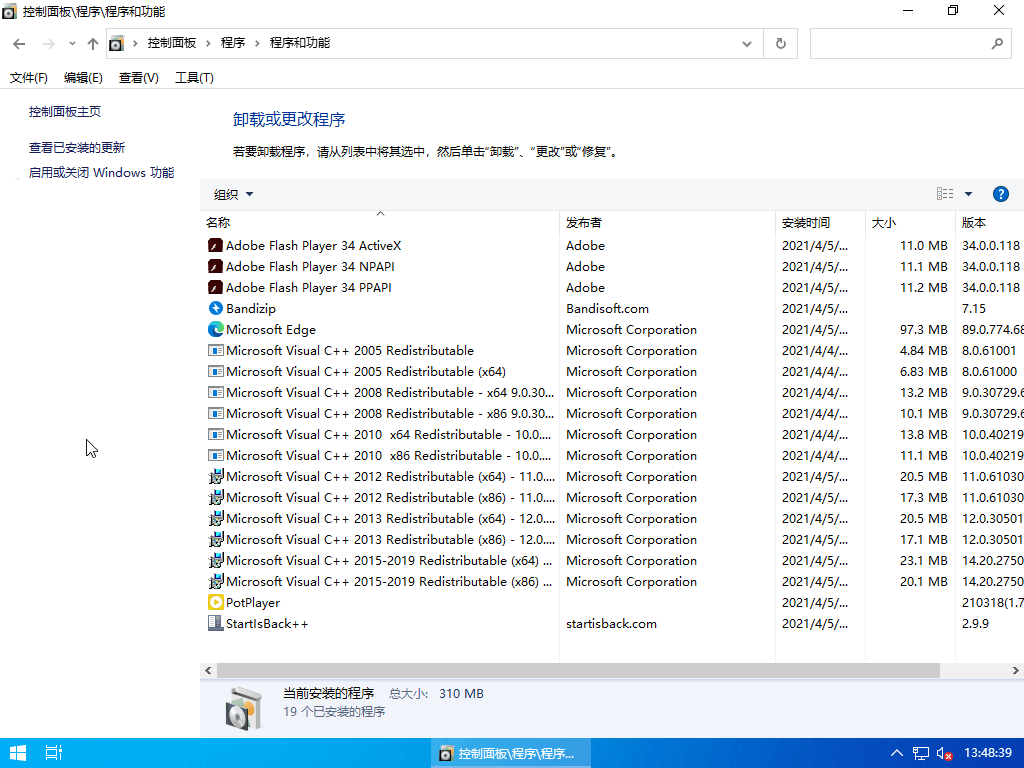 控制面板\程序\程序和功能
控制面板 程序 程序和功能
文件(F) 编辑(E) 查看(V) 工具(T)
控制面板主页
查看已安装的更新
启用或关闭 Windows 功能
卸载或更改程序
若要卸载程序，请从列表中将其选中，然后单击“卸载”、“更改”或“修复”。
组织
名称 发布者 安装时间 大小 版本
Adobe Flash Player 34 ActiveX Adobe 2021/4/5/... 11.0 MB 34.0.0.118
Adobe Flash Player 34 NPAPI Adobe 2021/4/5/... 11.1 MB 34.0.0.118
Adobe Flash Player 34 PPAPI Adobe 2021/4/5/... 11.2 MB 34.0.0.118
Bandizip Bandisoft.com 2021/4/5/... 7.15
Microsoft Edge Microsoft Corporation 2021/4/5/... 97.3 MB 89.0.774.68
Microsoft Visual C++ 2005 Redistributable Microsoft Corporation 2021/4/4/... 4.84 MB 8.0.61001
Microsoft Visual C++ 2005 Redistributable (x64) Microsoft Corporation 2021/4/4/... 6.83 MB 8.0.61000
Microsoft Visual C++ 2008 Redistributable - x64 9.0.30... Microsoft Corporation 2021/4/4/... 13.2 MB 9.0.30729.6
Microsoft Visual C++ 2008 Redistributable - x86 9.0.30... Microsoft Corporation 2021/4/4/... 10.1 MB 9.0.30729.6
Microsoft Visual C++ 2010  x64 Redistributable - 10.0.... Microsoft Corporation 2021/4/4/... 13.8 MB 10.0.40219
Microsoft Visual C++ 2010  x86 Redistributable - 10.0.... Microsoft Corporation 2021/4/4/... 11.1 MB 10.0.40219
Microsoft Visual C++ 2012 Redistributable (x64) - 11.0.... Microsoft Corporation 2021/4/5/... 20.5 MB 11.0.61030
Microsoft Visual C++ 2012 Redistributable (x86) - 11.0.... Microsoft Corporation 2021/4/5/... 17.3 MB 11.0.61030
Microsoft Visual C++ 2013 Redistributable (x64) - 12.0.... Microsoft Corporation 2021/4/5/... 20.5 MB 12.0.30501
Microsoft Visual C++ 2013 Redistributable (x86) - 12.0.... Microsoft Corporation 2021/4/5/... 17.1 MB 12.0.30501
Microsoft Visual C++ 2015-2019 Redistributable (x64) ... Microsoft Corporation 2021/4/5/... 23.1 MB 14.20.2750
Microsoft Visual C++ 2015-2019 Redistributable (x86) ... Microsoft Corporation 2021/4/5/... 20.1 MB 14.20.2750
PotPlayer 2021/4/5/... 210318(1.7
StartIsBack++ startisback.com 2021/4/5/... 2.9.9
当前安装的程序 总大小: 310 MB
19 个已安装的程序
控制面板\程序\程序... 13:48:39